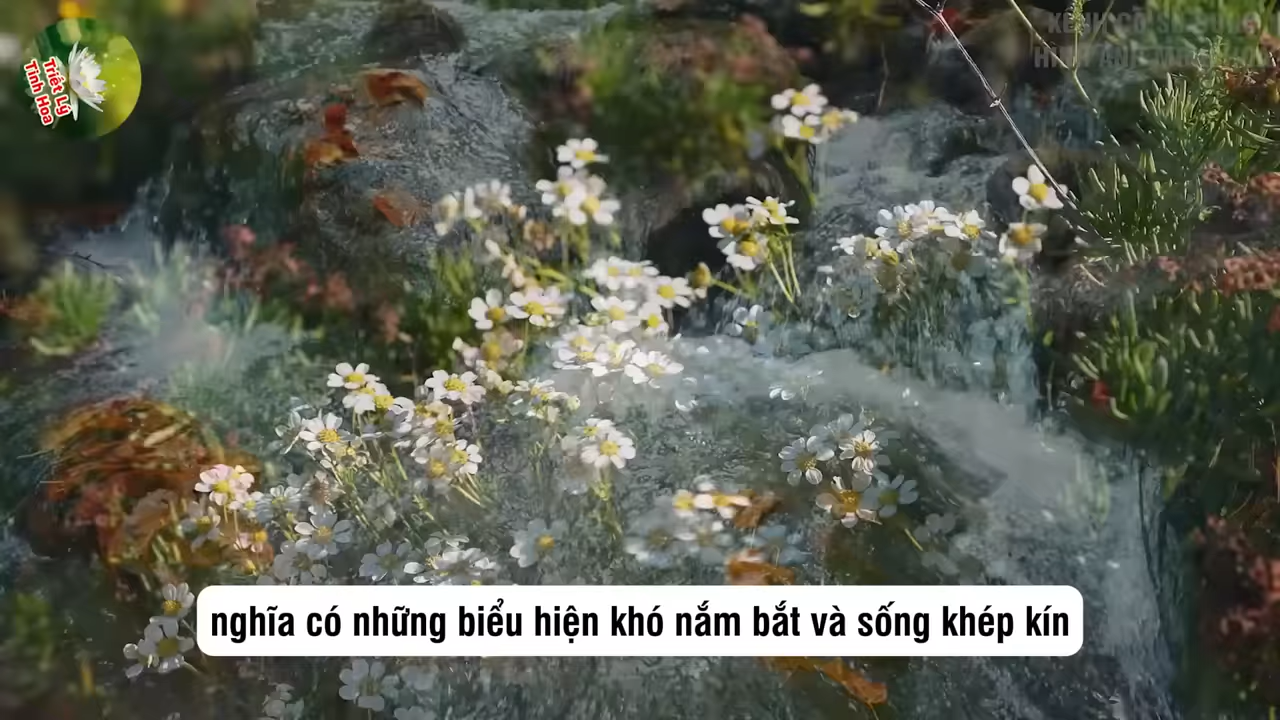 Triết Lý
Tinh Hoa
nghĩa có những biểu hiện khó nắm bắt và sống khép kín